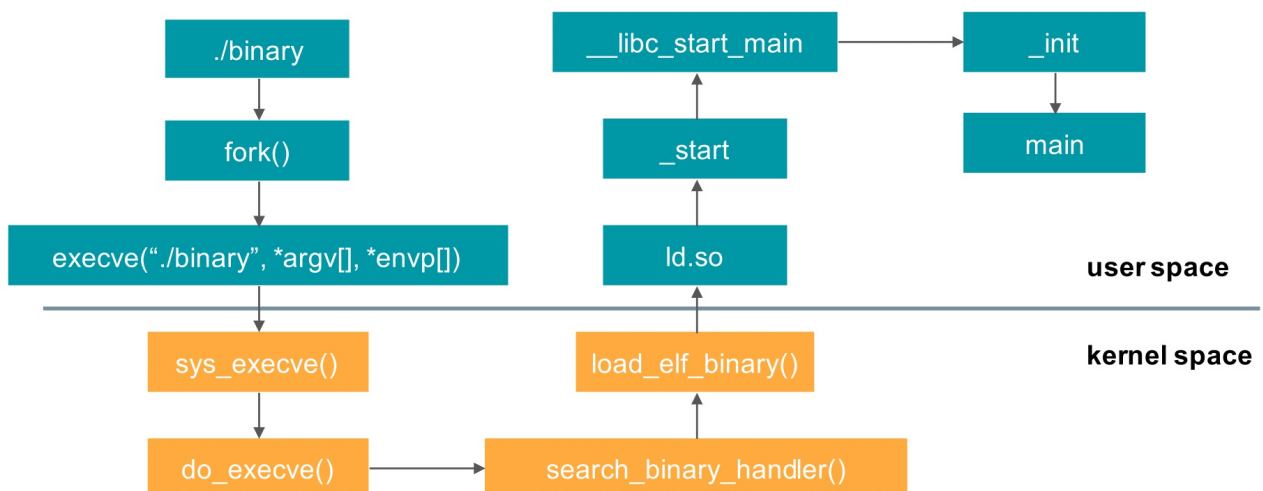 ./binary
fork()
execve(“./binary”, *argv[], *envp[])
sys_execve()
do_execve()
search_binary_handler()
load_elf_binary()
ld.so
_start
__libc_start_main
_init
main
user space
kernel space